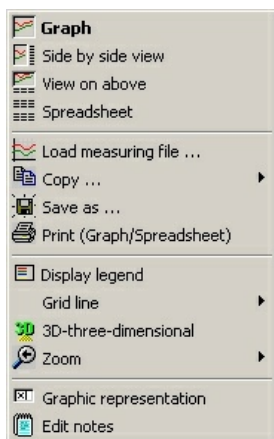 Graph
Side by side view
View on above
Spreadsheet
Load measuring file ...
Copy ...
Save as ...
Print (Graph/Spreadsheet)
Display legend
Grid line
3D 3D-three-dimensional
Zoom
Graphic representation
Edit notes